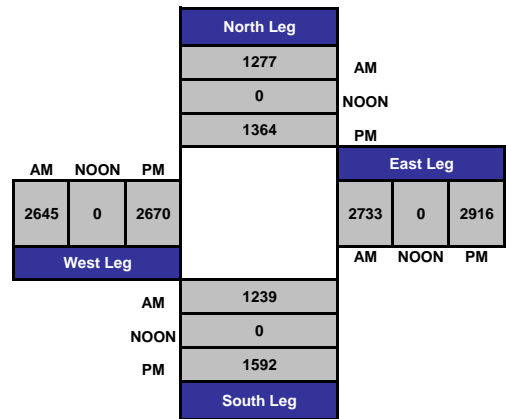 North Leg
1277 AM
0 NOON
1364 PM
AM NOON PM East Leg
2645 0 2670 2733 0 2916
West Leg AM NOON PM
AM 1239
NOON 0
PM 1592
South Leg